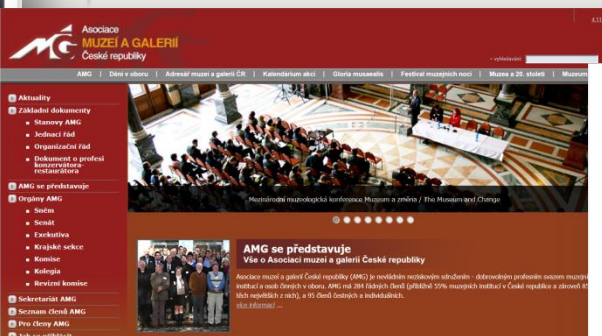 Asociace
MUZEÍ A GALERIÍ
České republiky
vyhledávání:
AMG | Dění v oboru | Adresář muzeí a galerií ČR | Kalendárium akcí | Gloria musaealis | Festival muzejních nocí | Muzea a 20. století | Muzeum
Aktuality
Základní dokumenty
Stanovy AMG
Jednací řád
Organizační řád
Dokument o profesi
konzervátora-
restaurátora
AMG se představuje
Orgány AMG
Sněm
Senát
Exekutiva
Krajské sekce
Komise
Kolegia
Revizní komise
Sekretariát AMG
Seznam členů AMG
Pro členy AMG
Jak se přihlásit
Mezinárodní muzeologická konference Muzeum a změna / The Museum and Change
AMG se představuje
Vše o Asociaci muzeí a galerií České republiky
Asociace muzeí a galerií České republiky (AMG) je nevládním neziskovým sdružením - dobrovolným profesním svazem muzejní
institucí a osob činných v oboru. AMG má 284 řádných členů (přibližně 55% muzejních institucí v České republice a zároveň 85
těch největších z nich), a 95 členů čestných a individuálních.
více informací ...